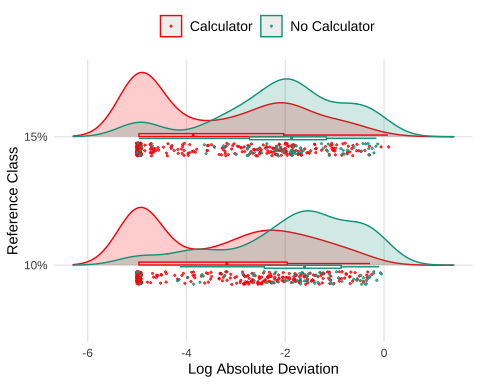 Calculator No Calculator
Reference Class
15%
10%
-6 -4 -2 0
Log Absolute Deviation